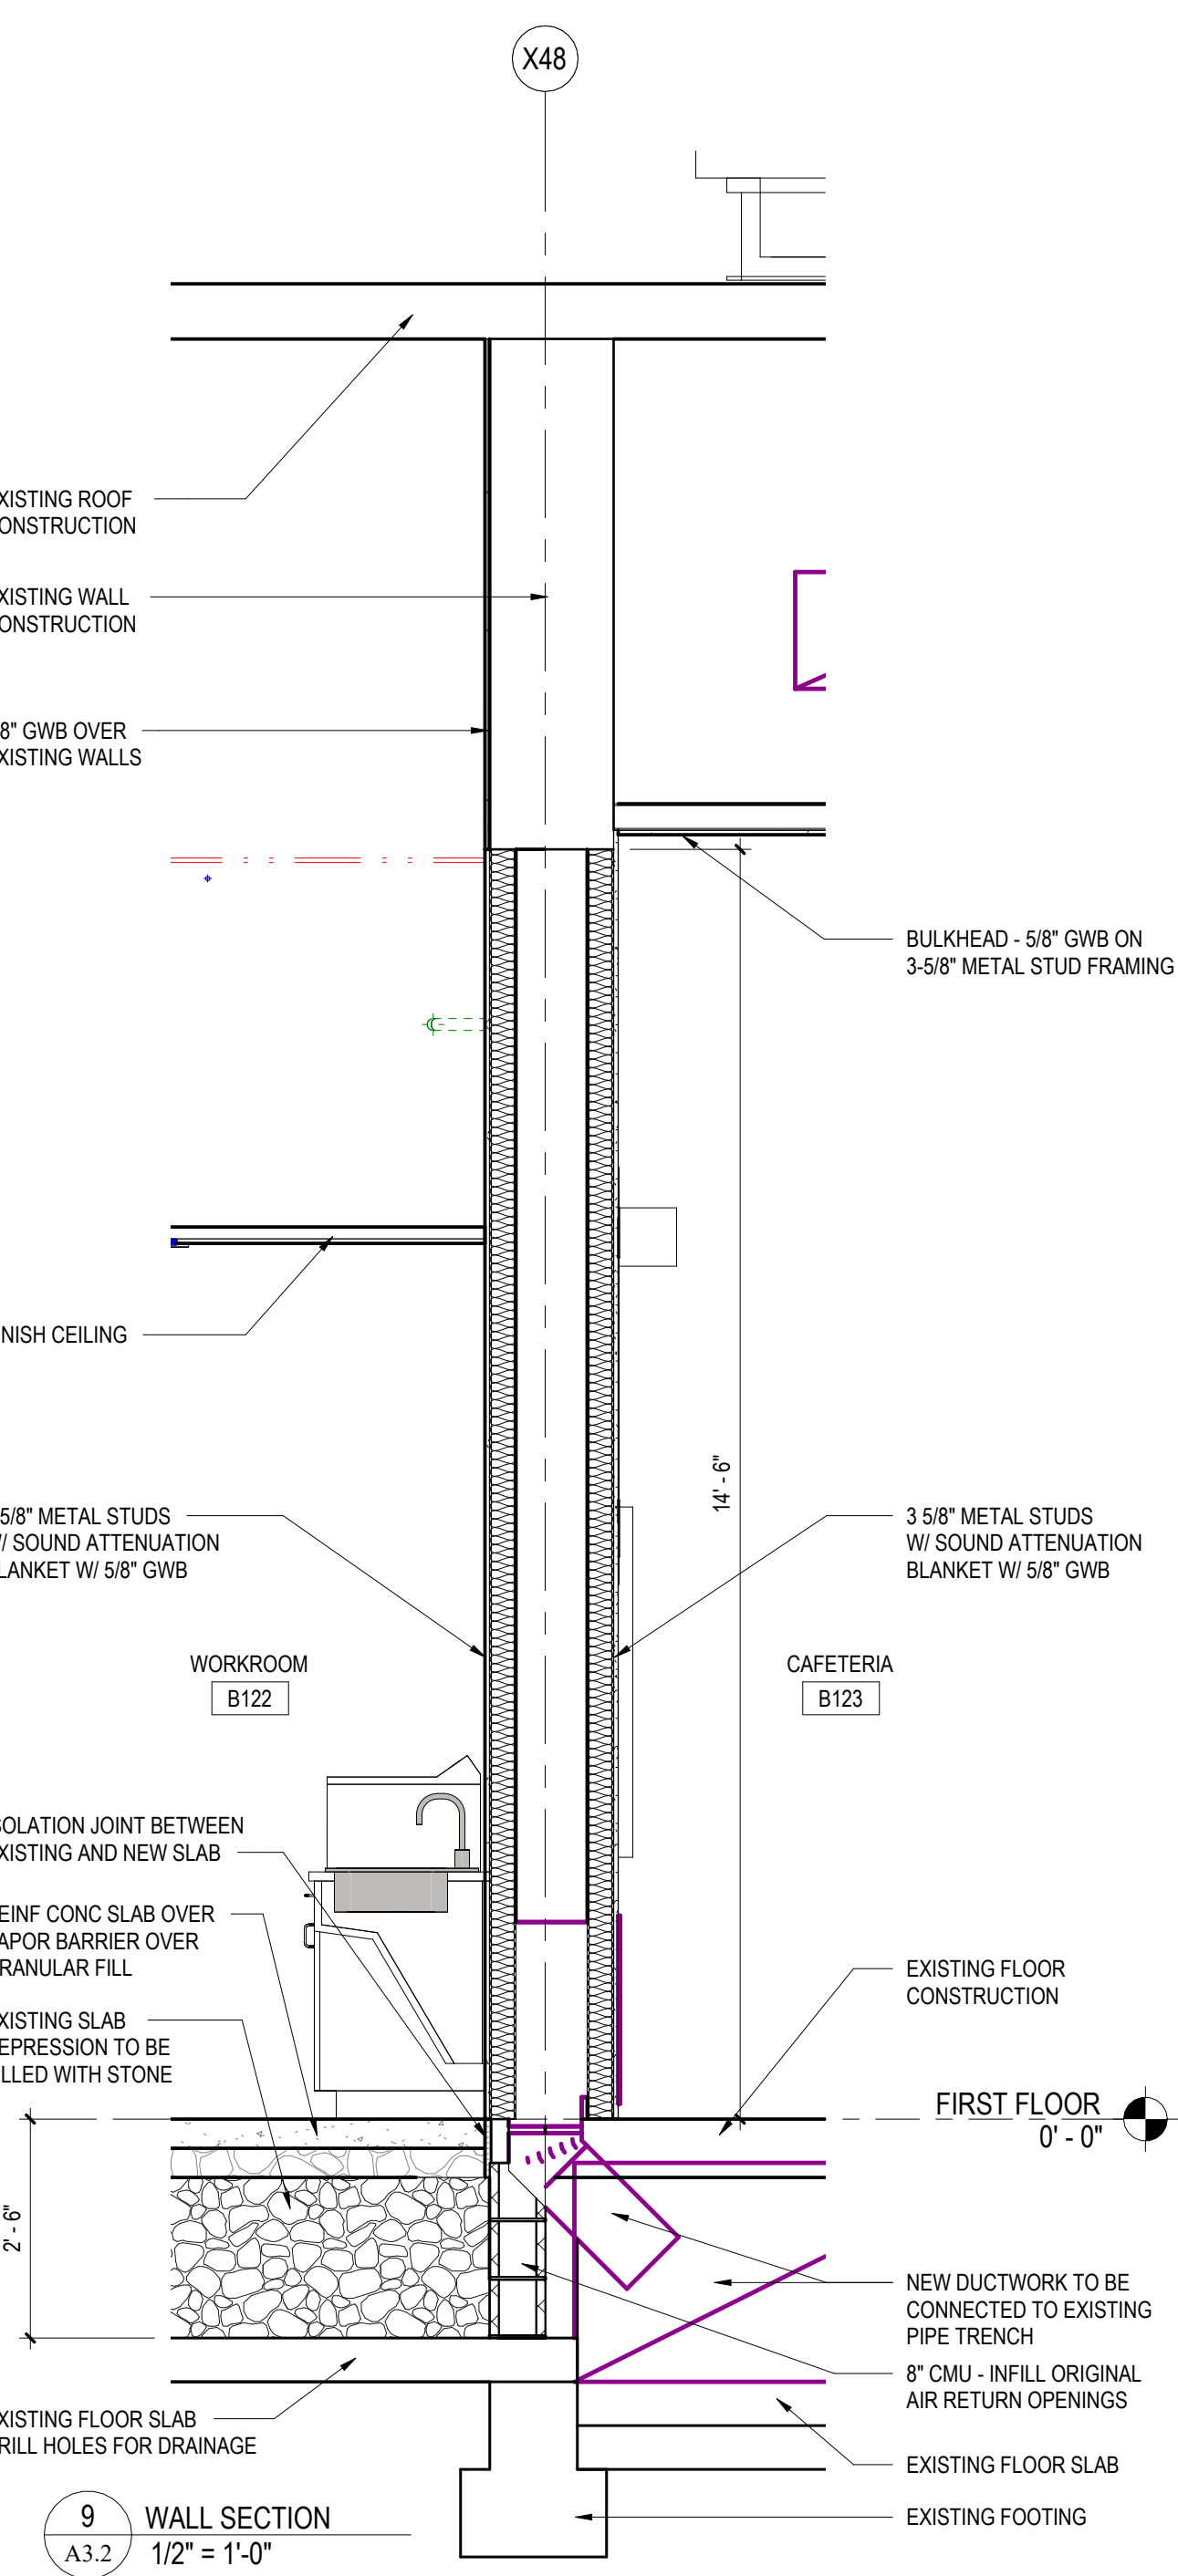 X48
XISTING ROOF
ONSTRUCTION
XISTING WALL
ONSTRUCTION
8" GWB OVER
XISTING WALLS
BULKHEAD - 5/8" GWB ON
3-5/8" METAL STUD FRAMING
NISH CEILING
14' - 6"
5/8" METAL STUDS
/ SOUND ATTENUATION
LANKET W/ 5/8" GWB
3 5/8" METAL STUDS
W/ SOUND ATTENUATION
BLANKET W/ 5/8" GWB
WORKROOM
B122
CAFETERIA
B123
SOLATION JOINT BETWEEN
XISTING AND NEW SLAB
EINF CONC SLAB OVER
APOR BARRIER OVER
RANULAR FILL
XISTING SLAB
EPRESSION TO BE
LLED WITH STONE
EXISTING FLOOR
CONSTRUCTION
FIRST FLOOR
0' - 0"
2' - 6"
NEW DUCTWORK TO BE
CONNECTED TO EXISTING
PIPE TRENCH
8" CMU - INFILL ORIGINAL
AIR RETURN OPENINGS
XISTING FLOOR SLAB
RILL HOLES FOR DRAINAGE
EXISTING FLOOR SLAB
EXISTING FOOTING
9
A3.2
WALL SECTION
1/2" = 1'-0"